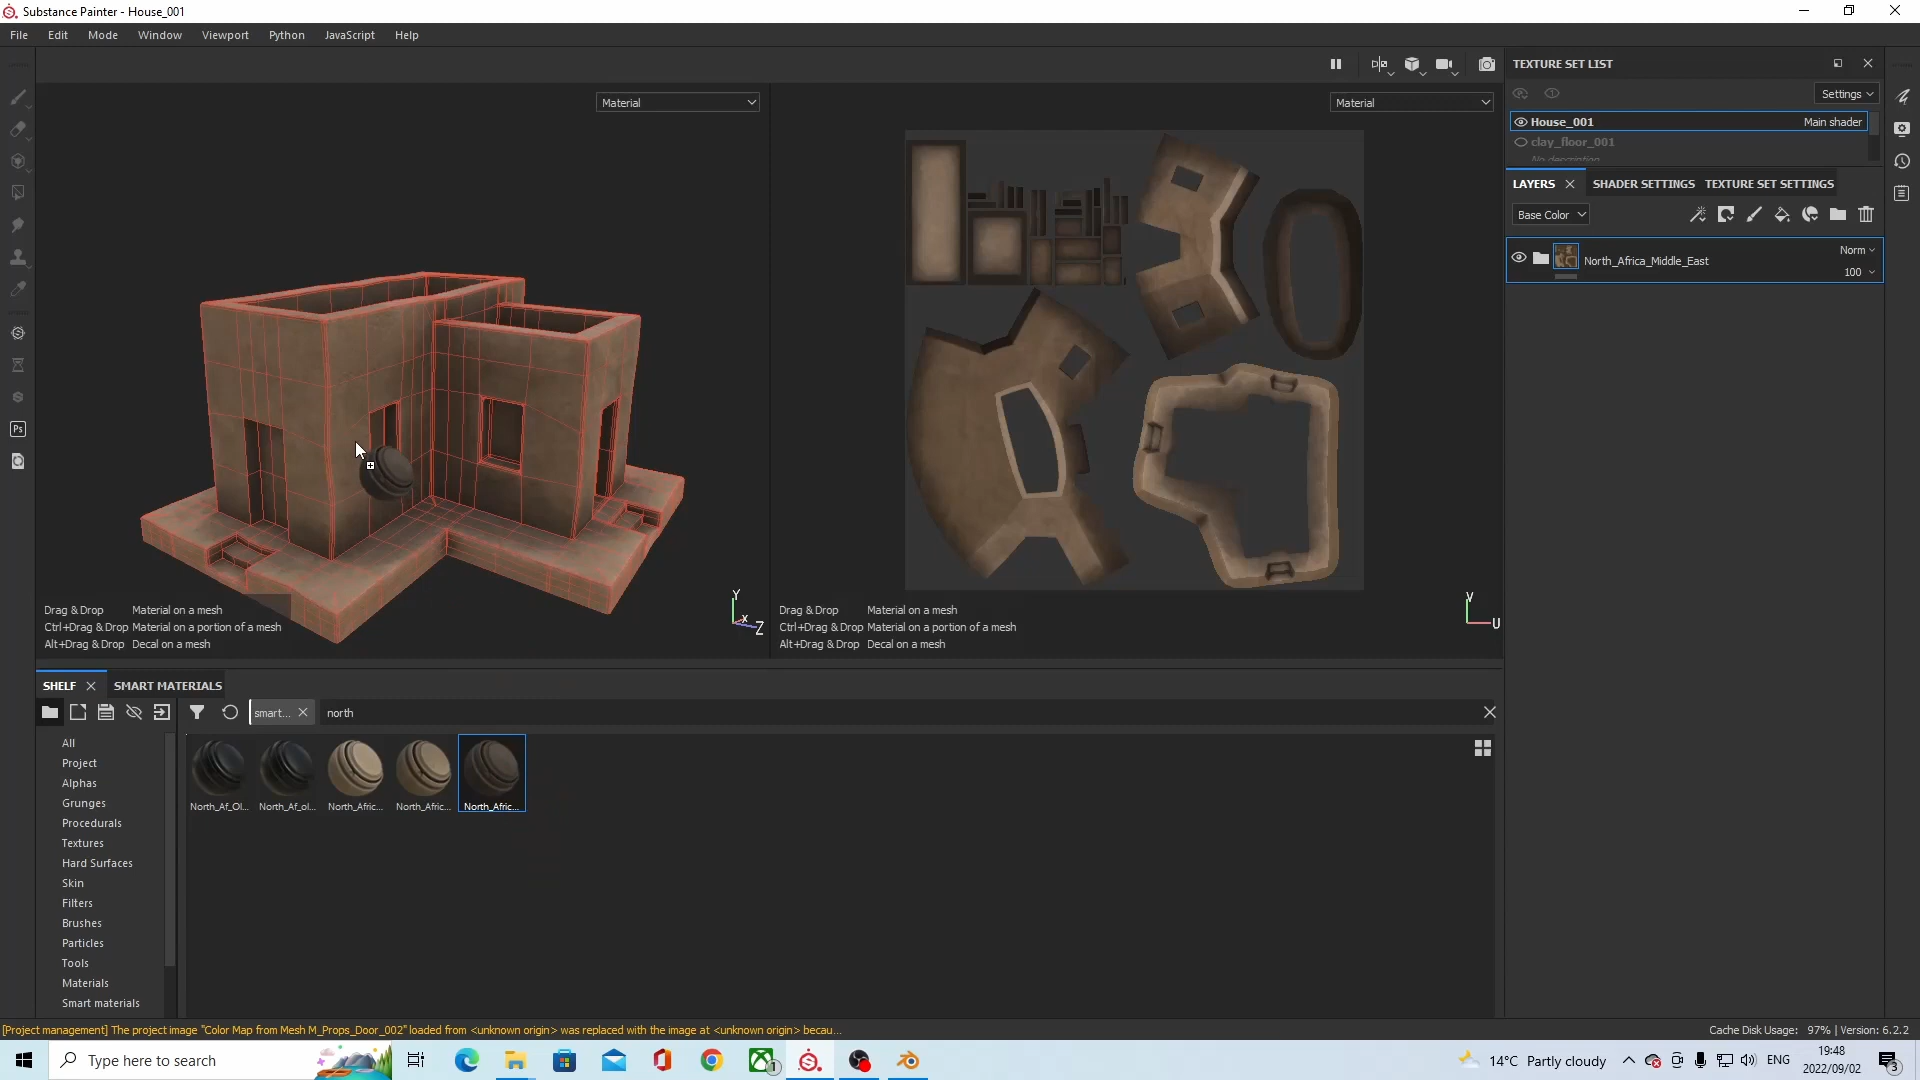 Substance Painter - House_001
File Edit Mode Window Viewport Python JavaScript Help
Material
Material
TEXTURE SET LIST
Settings
House_001 Main shader
clay_floor_001
LAYERS SHADER SETTINGS TEXTURE SET SETTINGS
Base Color
Norm
North_Africa_Middle_East
100
Drag & Drop Material on a mesh
Ctrl+Drag & Drop Material on a portion of a mesh
Alt+Drag & Drop Decal on a mesh
Y
X
Z
Drag & Drop Material on a mesh
Ctrl+Drag & Drop Material on a portion of a mesh
Alt+Drag & Drop Decal on a mesh
V
U
SHELF SMART MATERIALS
smart... north
All
Project
Alphas
Grunges
Procedurals
Textures
Hard Surfaces
Skin
Filters
Brushes
Particles
Tools
Materials
Smart materials
North_Af_Ol... North_Af_ol... North_Afric... North_Afric... North_Afric...
[Project management] The project image "Color Map from Mesh M_Props_Door_002" loaded from <unknown origin> was replaced with the image at <unknown origin> becau...
Cache Disk Usage: 97% | Version: 6.2.2
Ps
Type here to search
1
14°C Partly cloudy
ENG
19:48
2022/09/02
3